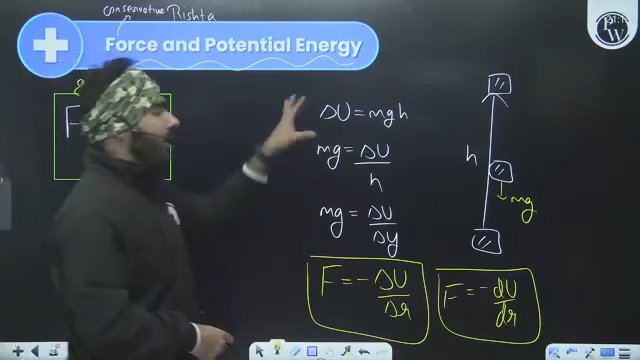 conservative Rishta
Force and Potential Energy
P
W
F
ΔU = mgh
mg = ΔU/h
mg = ΔU/Δy
F = -ΔU/Δr
F = -dU/dr
h
mg